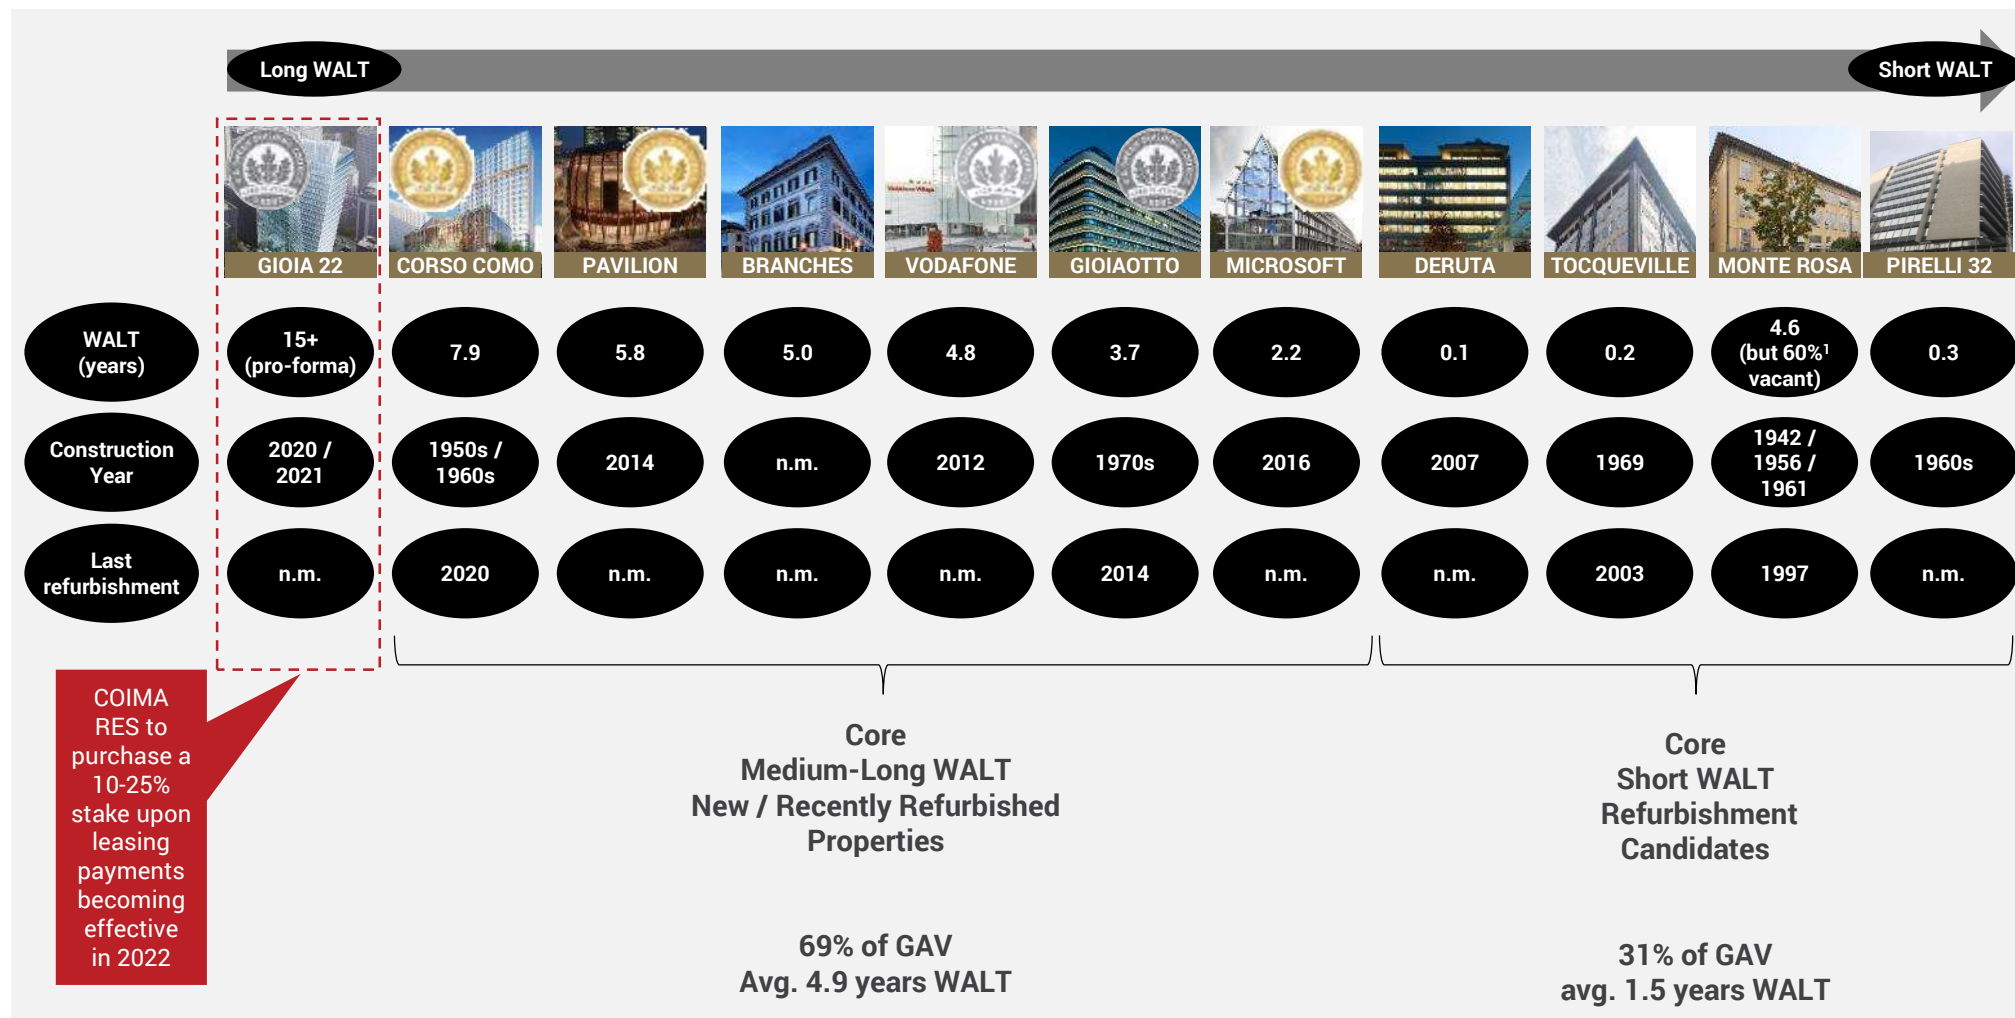 Long WALT
Short WALT
GIOIA 22
CORSO COMO
PAVILION
BRANCHES
VODAFONE
GIOIAOTTO
MICROSOFT
DERUTA
TOCQUEVILLE
MONTE ROSA
PIRELLI 32
WALT
(years)
15+
(pro-forma)
7.9
5.8
5.0
4.8
3.7
2.2
0.1
0.2
4.6
(but 60%¹
vacant)
0.3
Construction
Year
2020 /
2021
1950s /
1960s
2014
n.m.
2012
1970s
2016
2007
1969
1942 /
1956 /
1961
1960s
Last
refurbishment
n.m.
2020
n.m.
n.m.
n.m.
2014
n.m.
n.m.
2003
1997
n.m.
COIMA
RES to
purchase a
10-25%
stake upon
leasing
payments
becoming
effective
in 2022
Core
Medium-Long WALT
New / Recently Refurbished
Properties
69% of GAV
Avg. 4.9 years WALT
Core
Short WALT
Refurbishment
Candidates
31% of GAV
avg. 1.5 years WALT